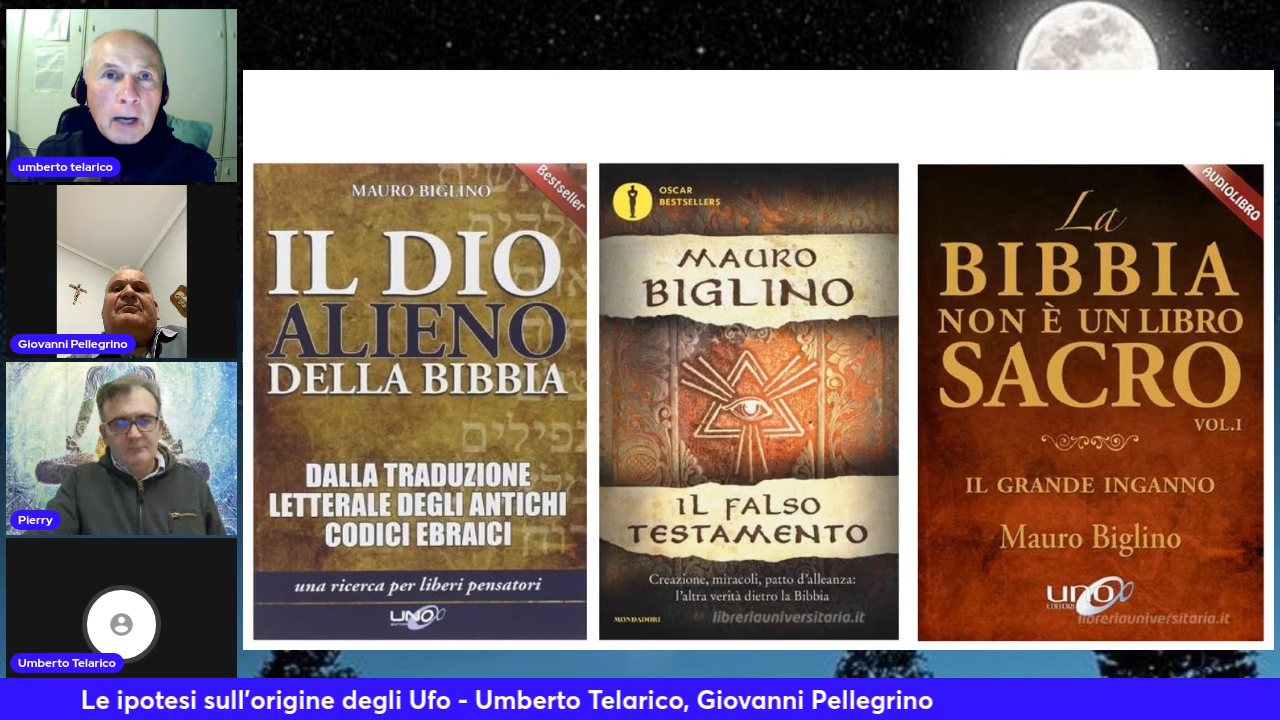 umberto telarico
Giovanni Pellegrino
Pierry
Umberto Telarico
MAURO BIGLINO
Bestseller
IL DIO
ALIENO
DELLA BIBBIA
DALLA TRADUZIONE
LETTERALE DEGLI ANTICHI
CODICI EBRAICI
una ricerca per liberi pensatori
UNO
OSCAR
BESTSELLERS
MAURO
BIGLINO
IL FALSO
TESTAMENTO
Creazione, miracoli, patto d'alleanza:
l'altra verità dietro la Bibbia
MONDADORI
libreriauniversitaria.it
AUDIOLIBRO
La
BIBBIA
NON È UN LIBRO
SACRO
VOL.I
IL GRANDE INGANNO
Mauro Biglino
UNO
EDITORI
libreriauniversitaria.it
Le ipotesi sull'origine degli Ufo - Umberto Telarico, Giovanni Pellegrino